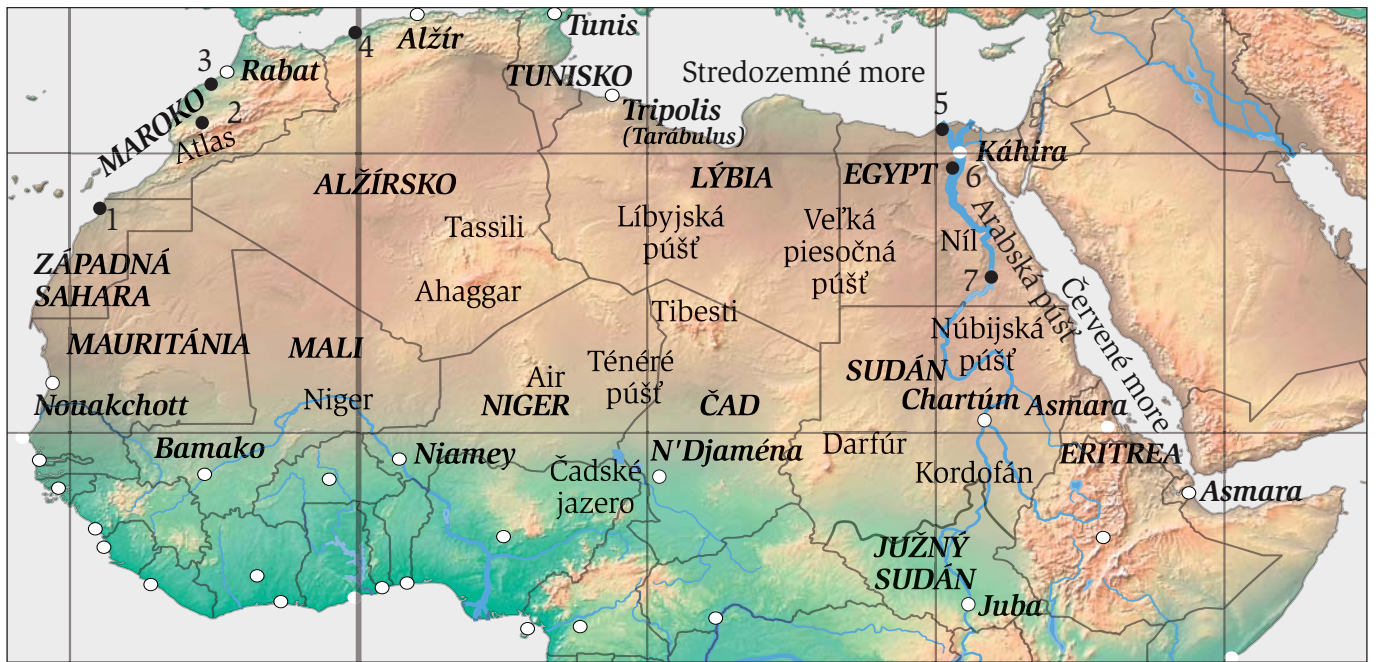 Tunis
4
Alžír
3
Rabat
TUNISKO
Stredozemné more
MAROKO
2
Atlas
Tripolis
(Tarábulus)
5
Káhira
ALŽÍRSKO
LÝBIA
EGYPT
6
1
Tassili
Líbyjská
púšť
Veľká
piesočná
púšť
Níl
Arabská púšť
ZÁPADNÁ
SAHARA
Ahaggar
7
Červené more
Tibesti
MAURITÁNIA
MALI
Núbijská
púšť
Air
Ténéré
púšť
SUDÁN
Nouakchott
Niger
NIGER
ČAD
Chartúm
Asmara
Bamako
Niamey
N'Djaména
Darfúr
ERITREA
Čadské
jazero
Kordofán
Asmara
JUŽNÝ
SUDÁN
Juba